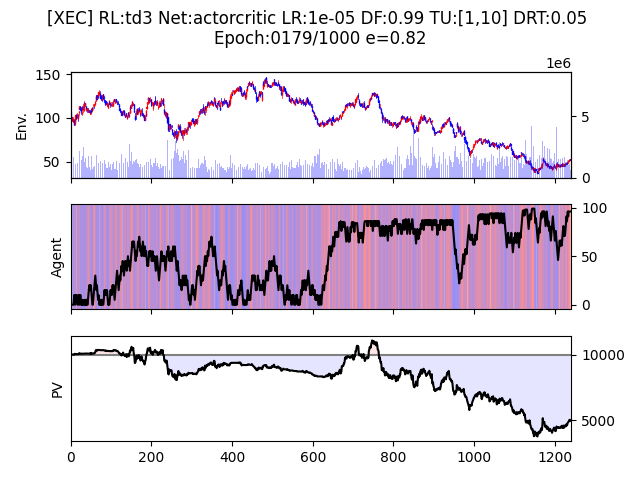 [XEC] RL:td3 Net:actorcritic LR:1e-05 DF:0.99 TU:[1,10] DRT:0.05
Epoch:0179/1000 e=0.82
1e6
150
100
50
Env.
5
0
Agent
100
50
0
PV
10000
5000
0 200 400 600 800 1000 1200